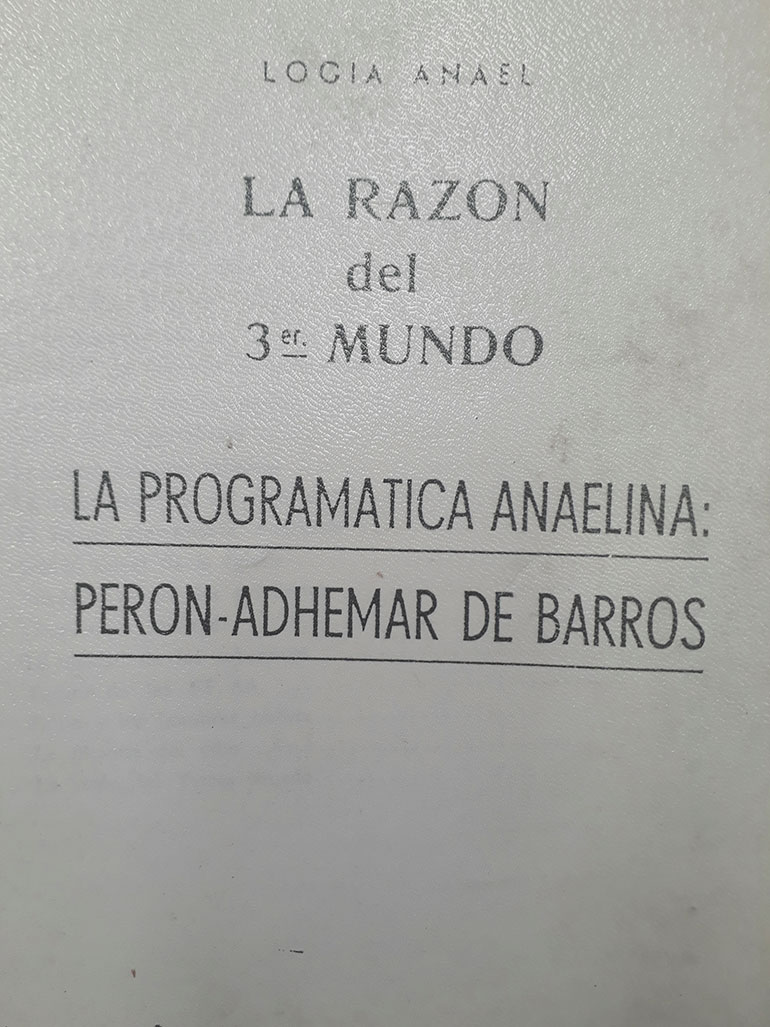 LOGIA ANAEL
LA RAZON
del
3er. MUNDO
LA PROGRAMATICA ANAELINA:
PERON-ADHEMAR DE BARROS